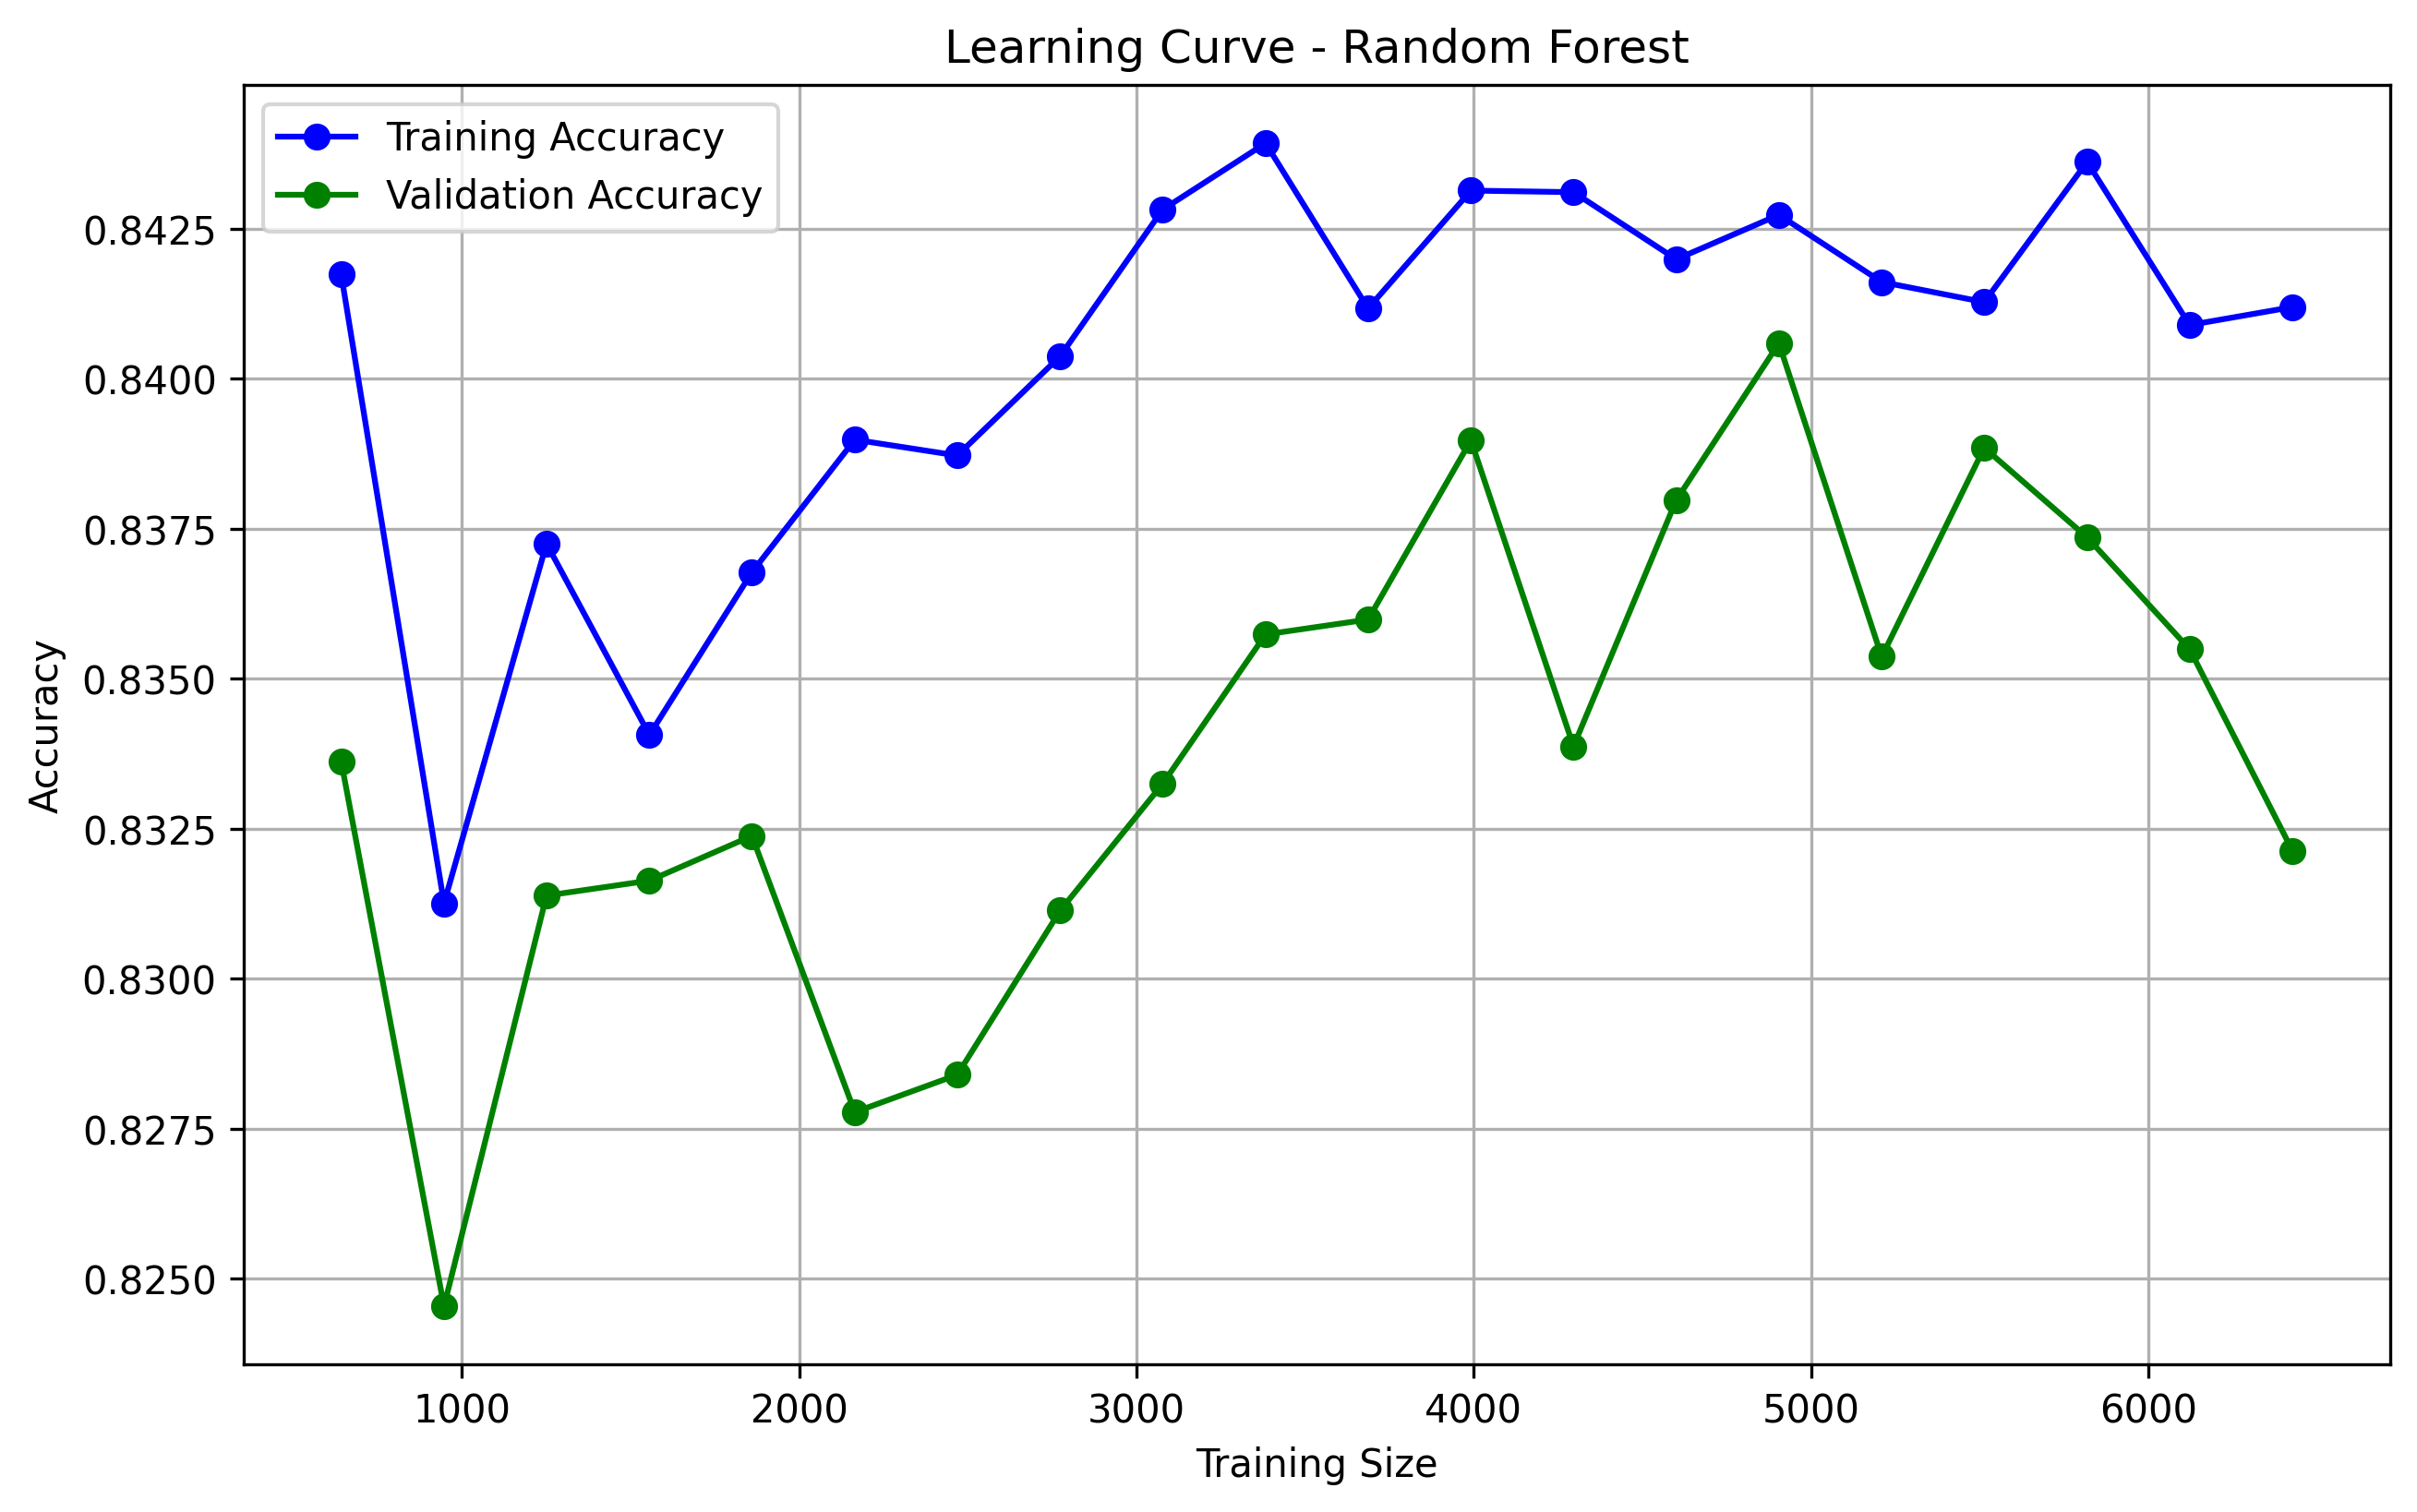 Learning Curve - Random Forest
Training Accuracy
Validation Accuracy
0.8425
0.8400
0.8375
0.8350
0.8325
0.8300
0.8275
0.8250
Accuracy
1000 2000 3000 4000 5000 6000
Training Size